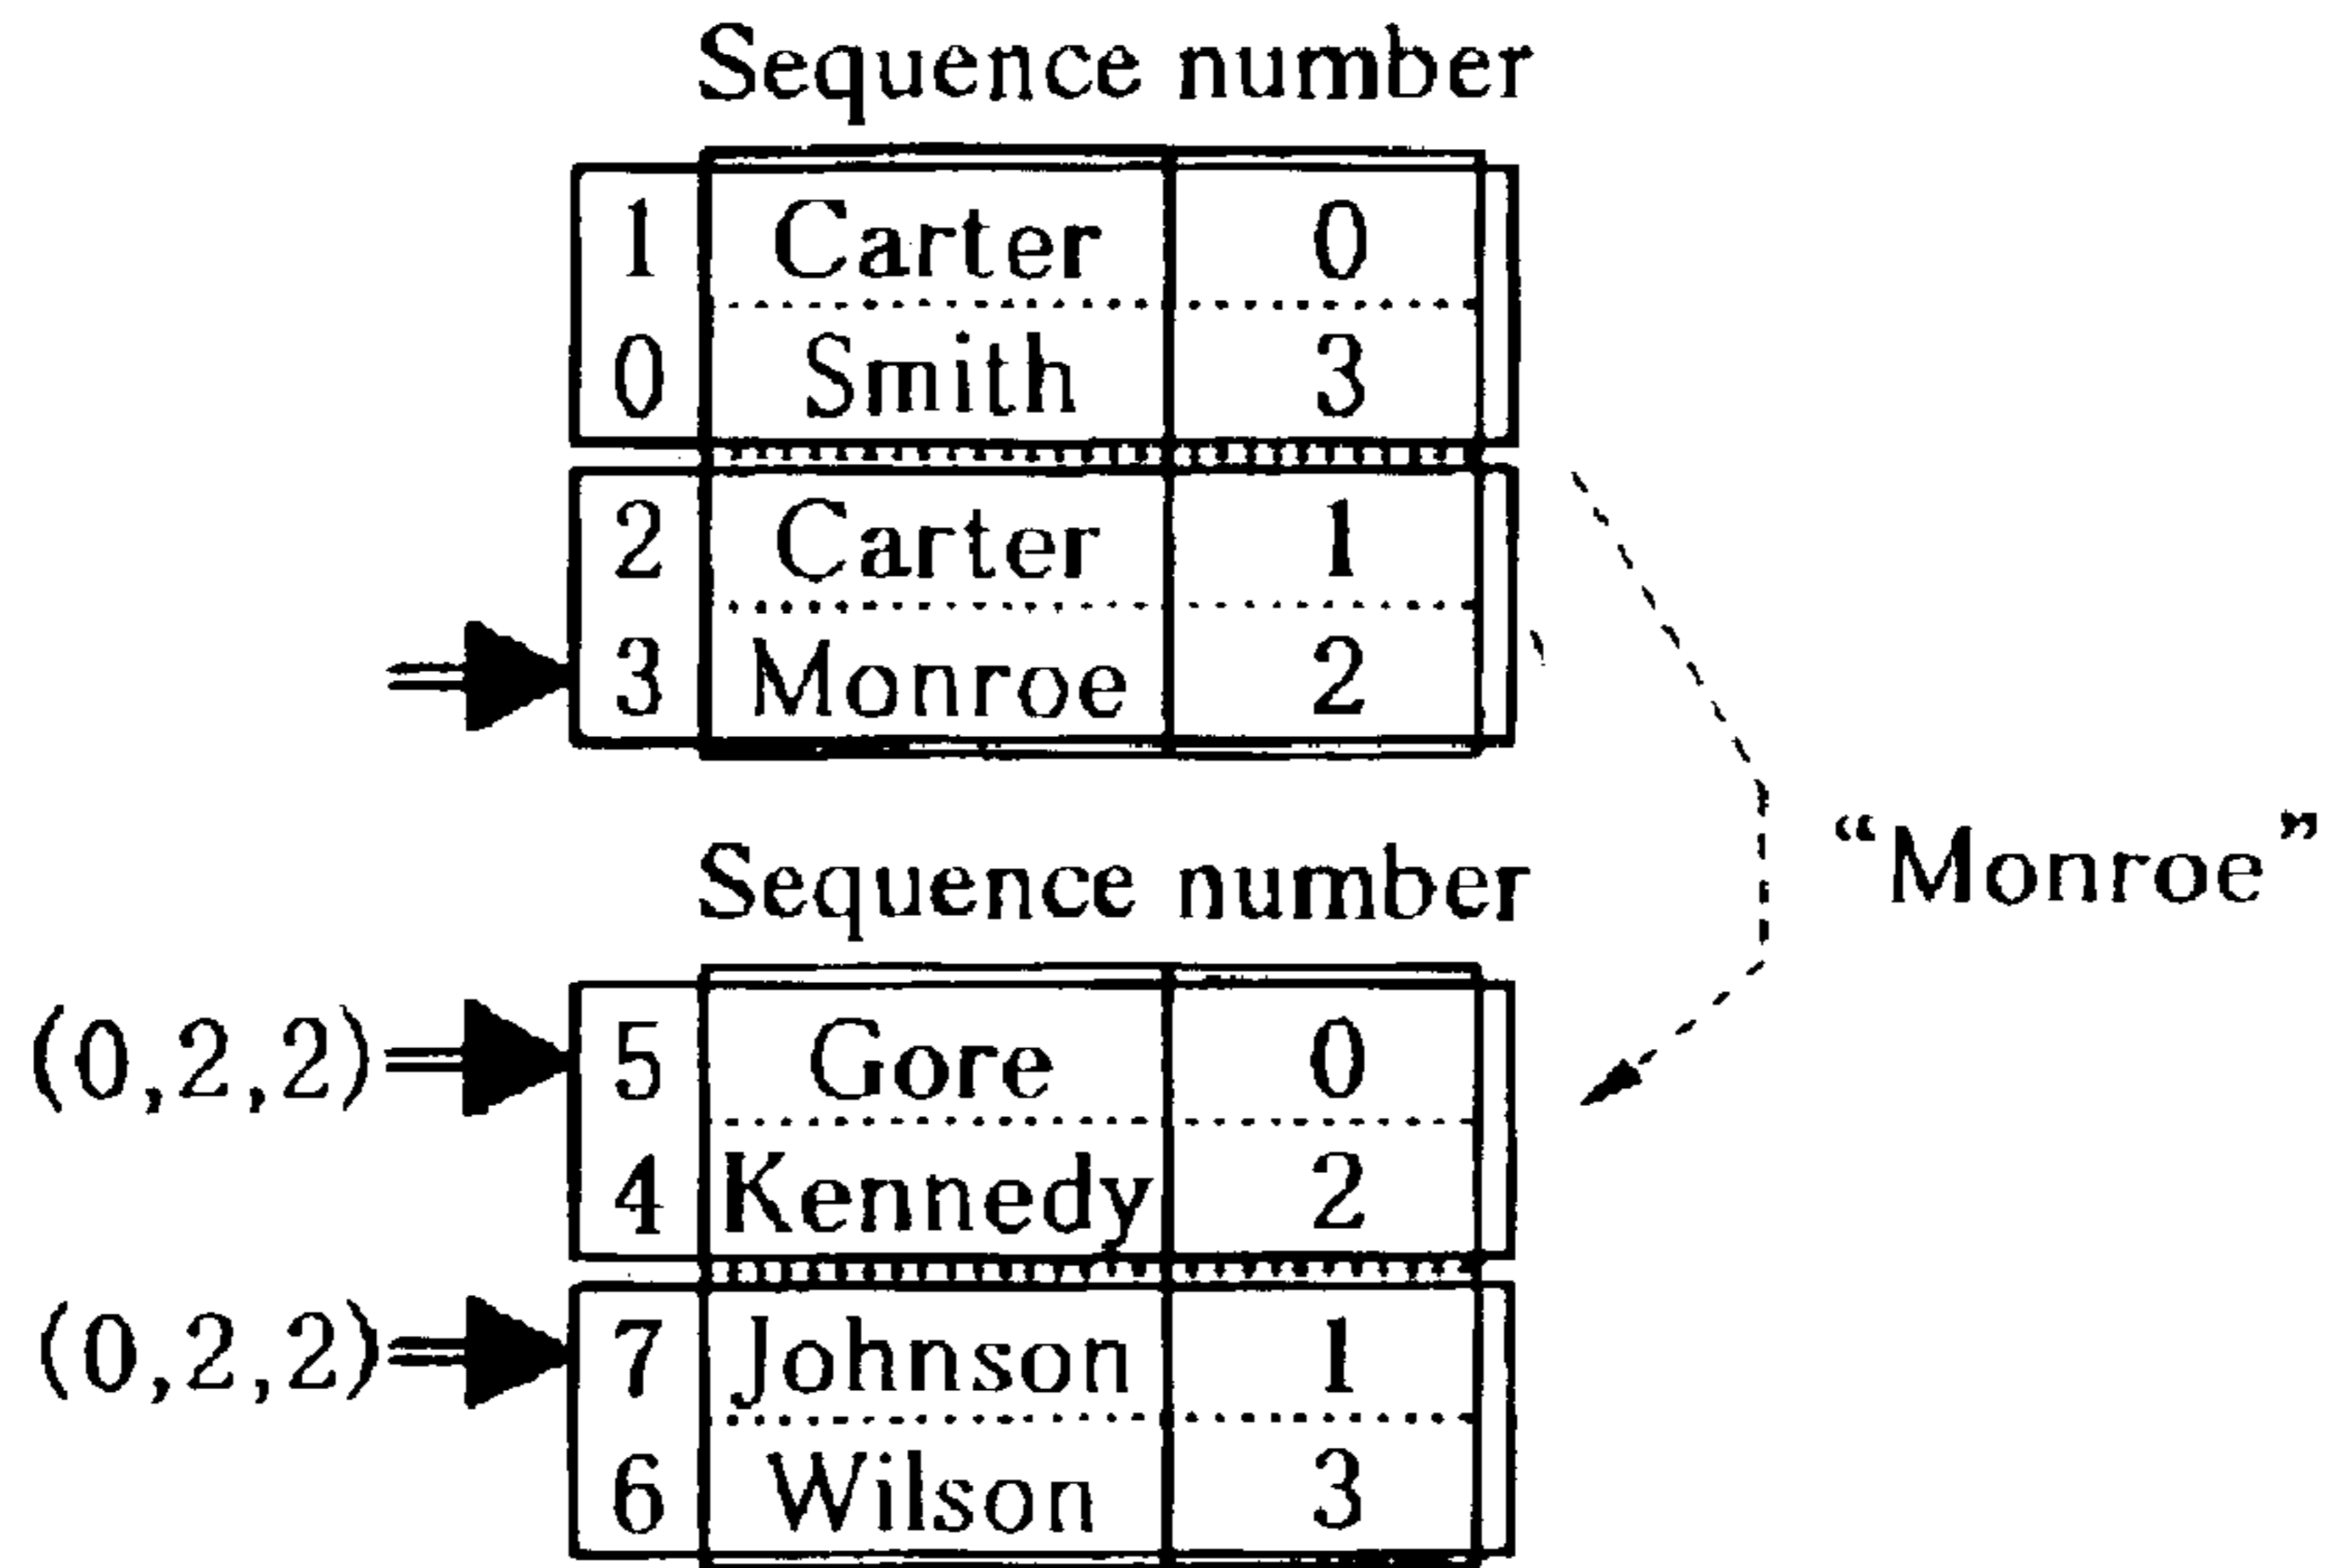 Sequence number
1 Carter 0
0 Smith 3
2 Carter 1
3 Monroe 2
“Monroe”
Sequence number
(0,2,2) 5 Gore 0
4 Kennedy 2
(0,2,2) 7 Johnson 1
6 Wilson 3